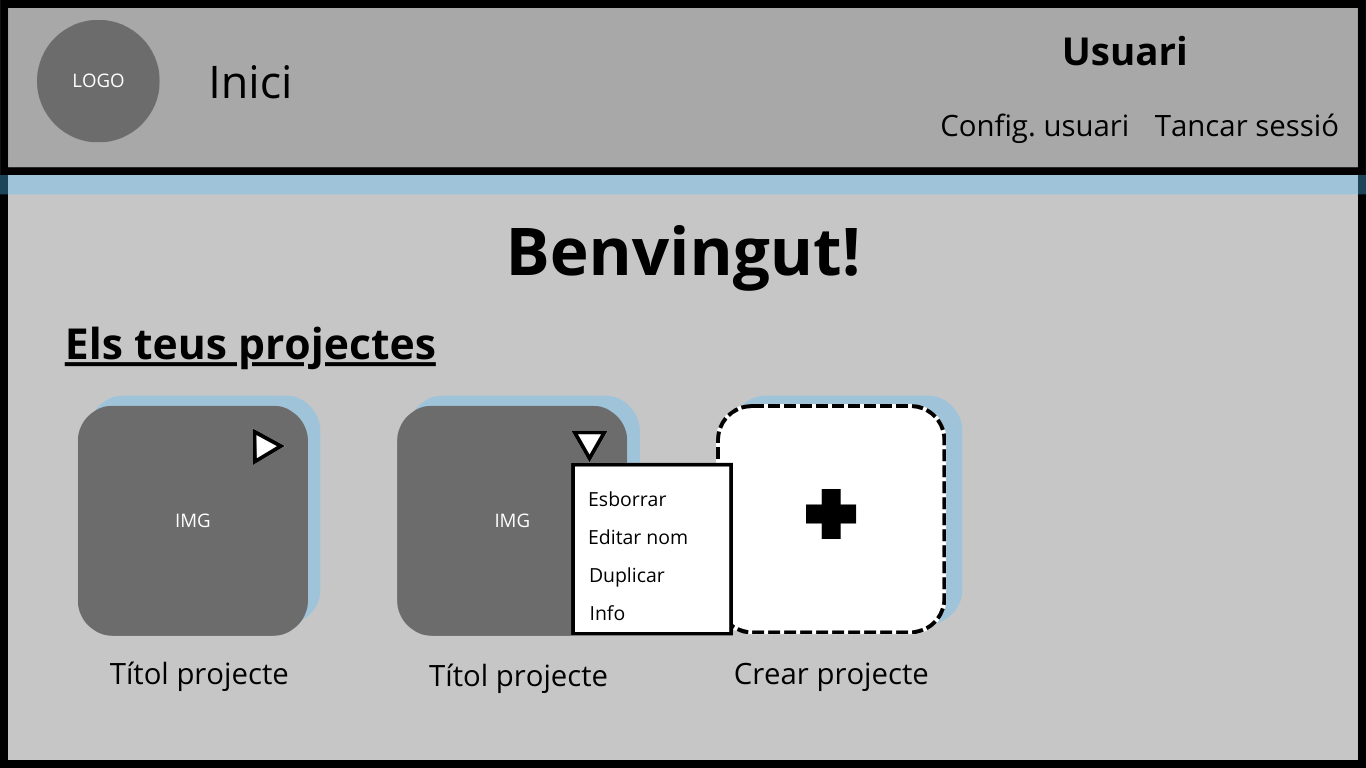 LOGO
Inici
Usuari
Config. usuari
Tancar sessió
Benvingut!
Els teus projectes
IMG
IMG
Esborrar
Editar nom
Duplicar
Info
Títol projecte
Títol projecte
Crear projecte